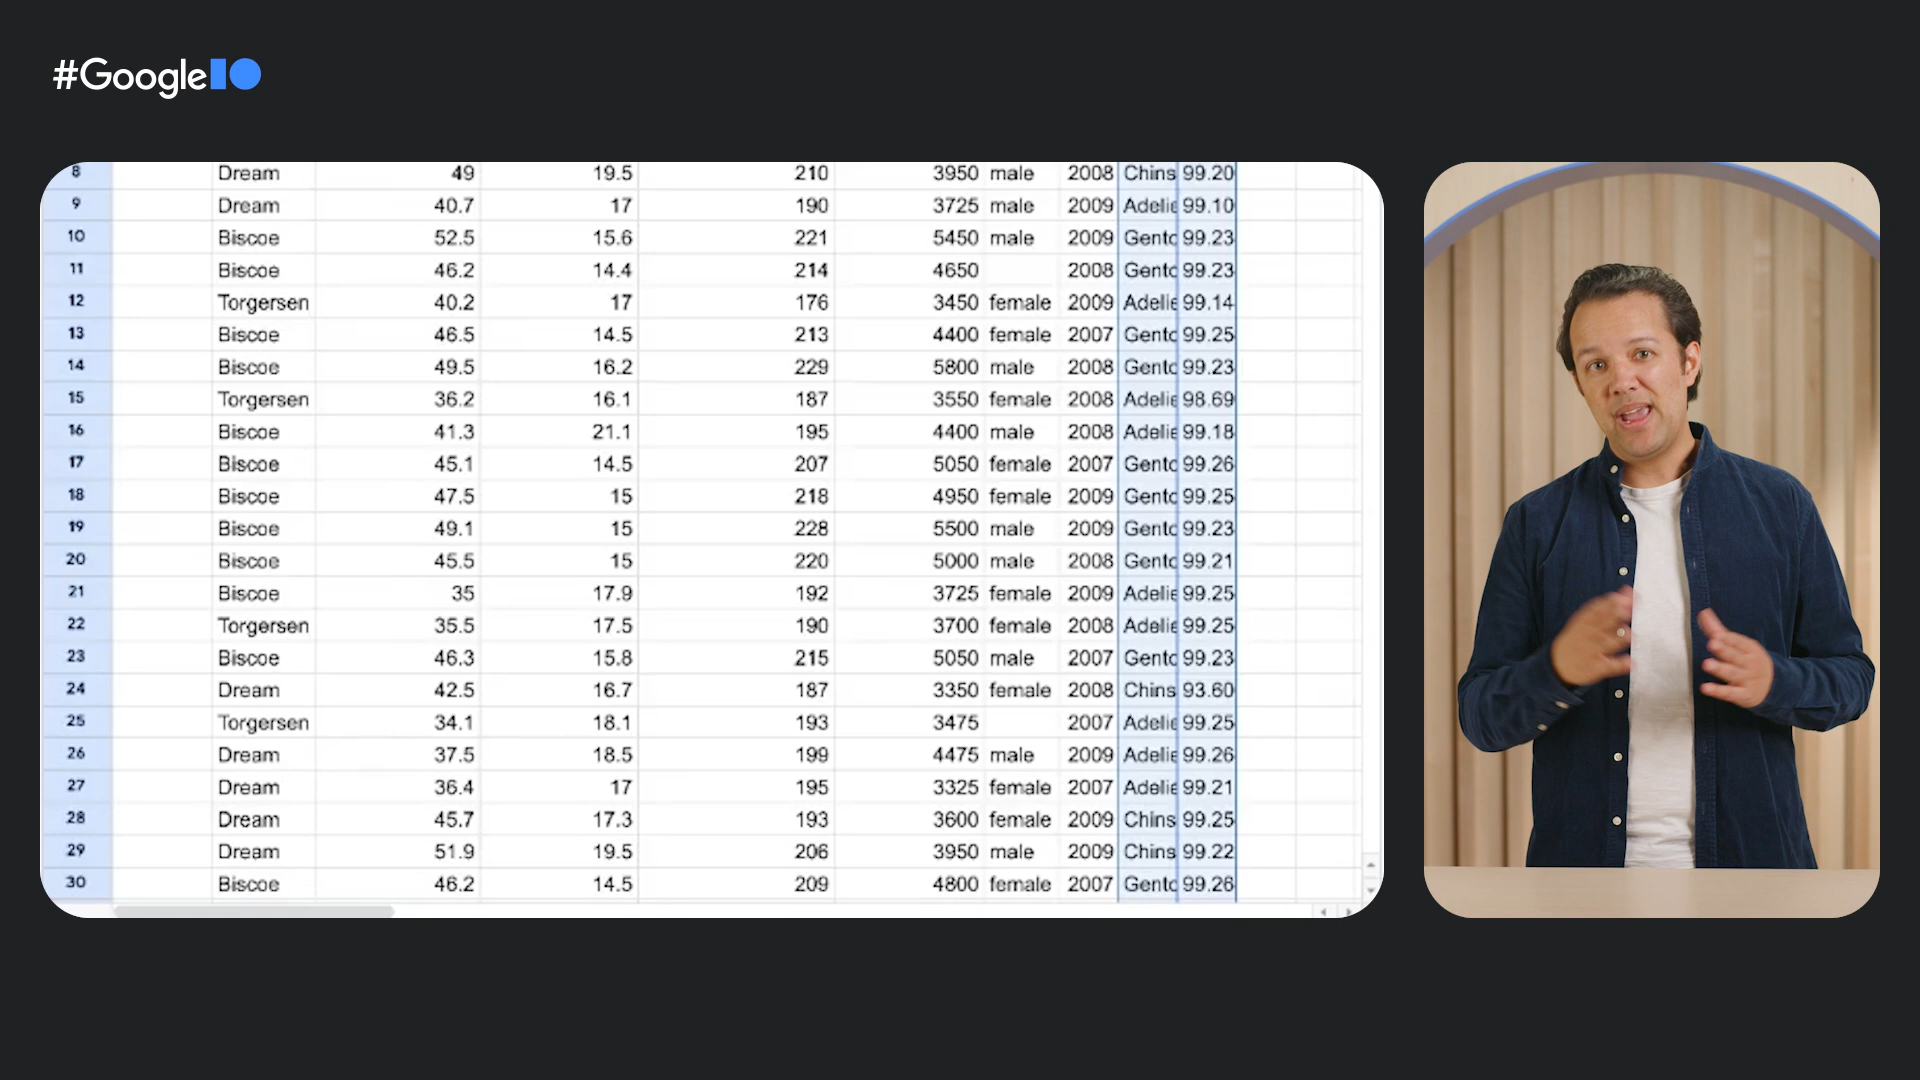 #GoogleIO
8 Dream 49 19.5 210 3950 male 2008 Chins 99.20
9 Dream 40.7 17 190 3725 male 2009 Adelie 99.10
10 Biscoe 52.5 15.6 221 5450 male 2009 Gento 99.23
11 Biscoe 46.2 14.4 214 4650 2008 Gento 99.23
12 Torgersen 40.2 17 176 3450 female 2009 Adelie 99.14
13 Biscoe 46.5 14.5 213 4400 female 2007 Gento 99.25
14 Biscoe 49.5 16.2 229 5800 male 2008 Gento 99.23
15 Torgersen 36.2 16.1 187 3550 female 2008 Adelie 98.69
16 Biscoe 41.3 21.1 195 4400 male 2008 Adelie 99.18
17 Biscoe 45.1 14.5 207 5050 female 2007 Gento 99.26
18 Biscoe 47.5 15 218 4950 female 2009 Gento 99.25
19 Biscoe 49.1 15 228 5500 male 2009 Gento 99.23
20 Biscoe 45.5 15 220 5000 male 2008 Gento 99.21
21 Biscoe 35 17.9 192 3725 female 2009 Adelie 99.25
22 Torgersen 35.5 17.5 190 3700 female 2008 Adelie 99.25
23 Biscoe 46.3 15.8 215 5050 male 2007 Gento 99.23
24 Dream 42.5 16.7 187 3350 female 2008 Chins 93.60
25 Torgersen 34.1 18.1 193 3475 2007 Adelie 99.25
26 Dream 37.5 18.5 199 4475 male 2009 Adelie 99.26
27 Dream 36.4 17 195 3325 female 2007 Adelie 99.21
28 Dream 45.7 17.3 193 3600 female 2009 Chins 99.25
29 Dream 51.9 19.5 206 3950 male 2009 Chins 99.22
30 Biscoe 46.2 14.5 209 4800 female 2007 Gento 99.26